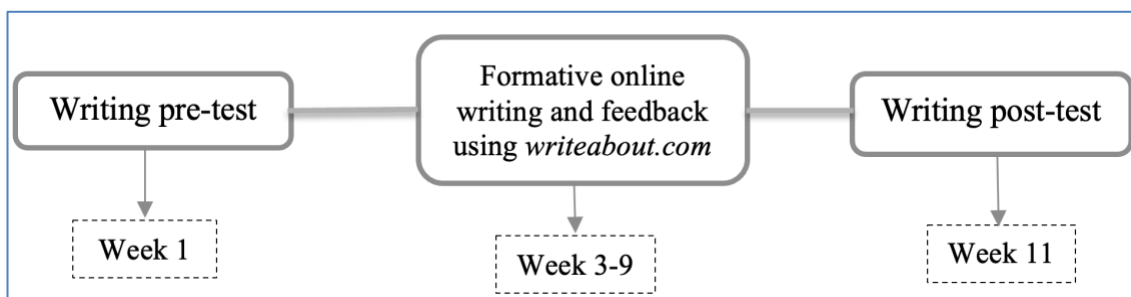 Writing pre-test
Formative online
writing and feedback
using writeabout.com
Writing post-test
Week 1
Week 3-9
Week 11